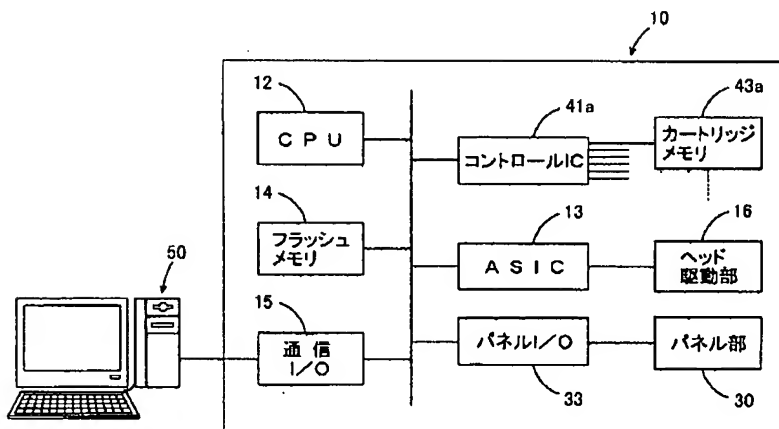 10
12
CPU
41a
コントロールIC
43a
カートリッジ
メモリ
14
フラッシュ
メモリ
13
ASIC
16
ヘッド
駆動部
50
15
通信
I/O
パネルI/O
33
パネル部
30